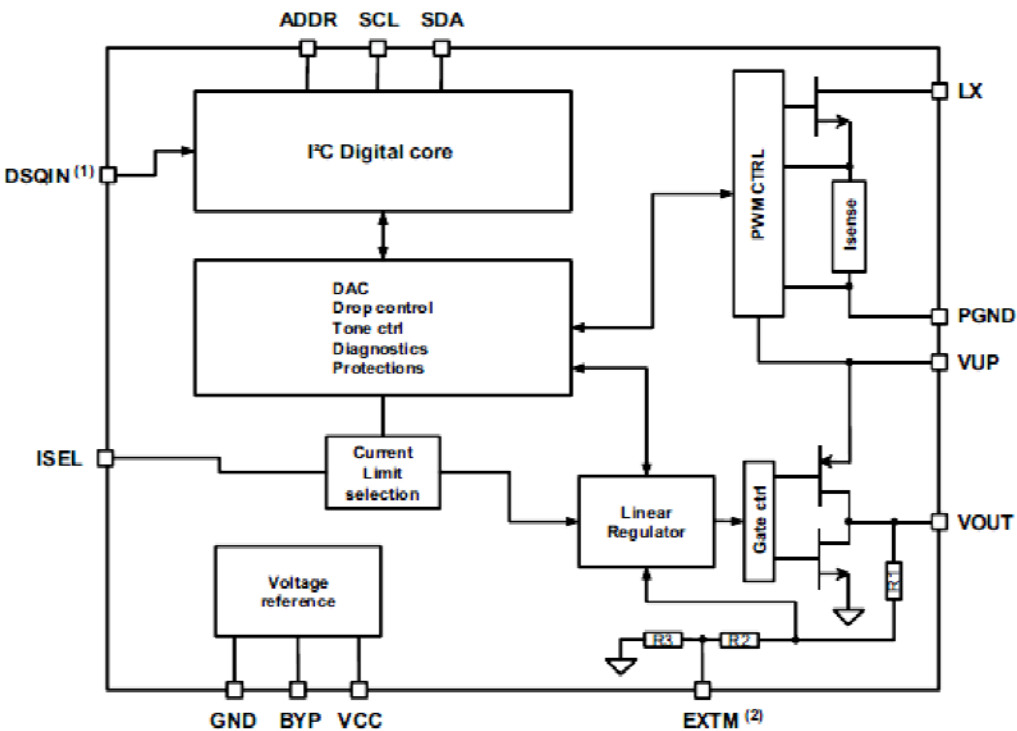 ADDR SCL SDA
LX
I²C Digital core
DSQIN (1)
PWMCTRL
Isense
DAC
Drop control
Tone ctrl
Diagnostics
Protections
PGND
VUP
ISEL
Current
Limit
selection
Linear
Regulator
Gate ctrl
VOUT
R1
Voltage
reference
R3 R2
GND BYP VCC
EXTM (2)